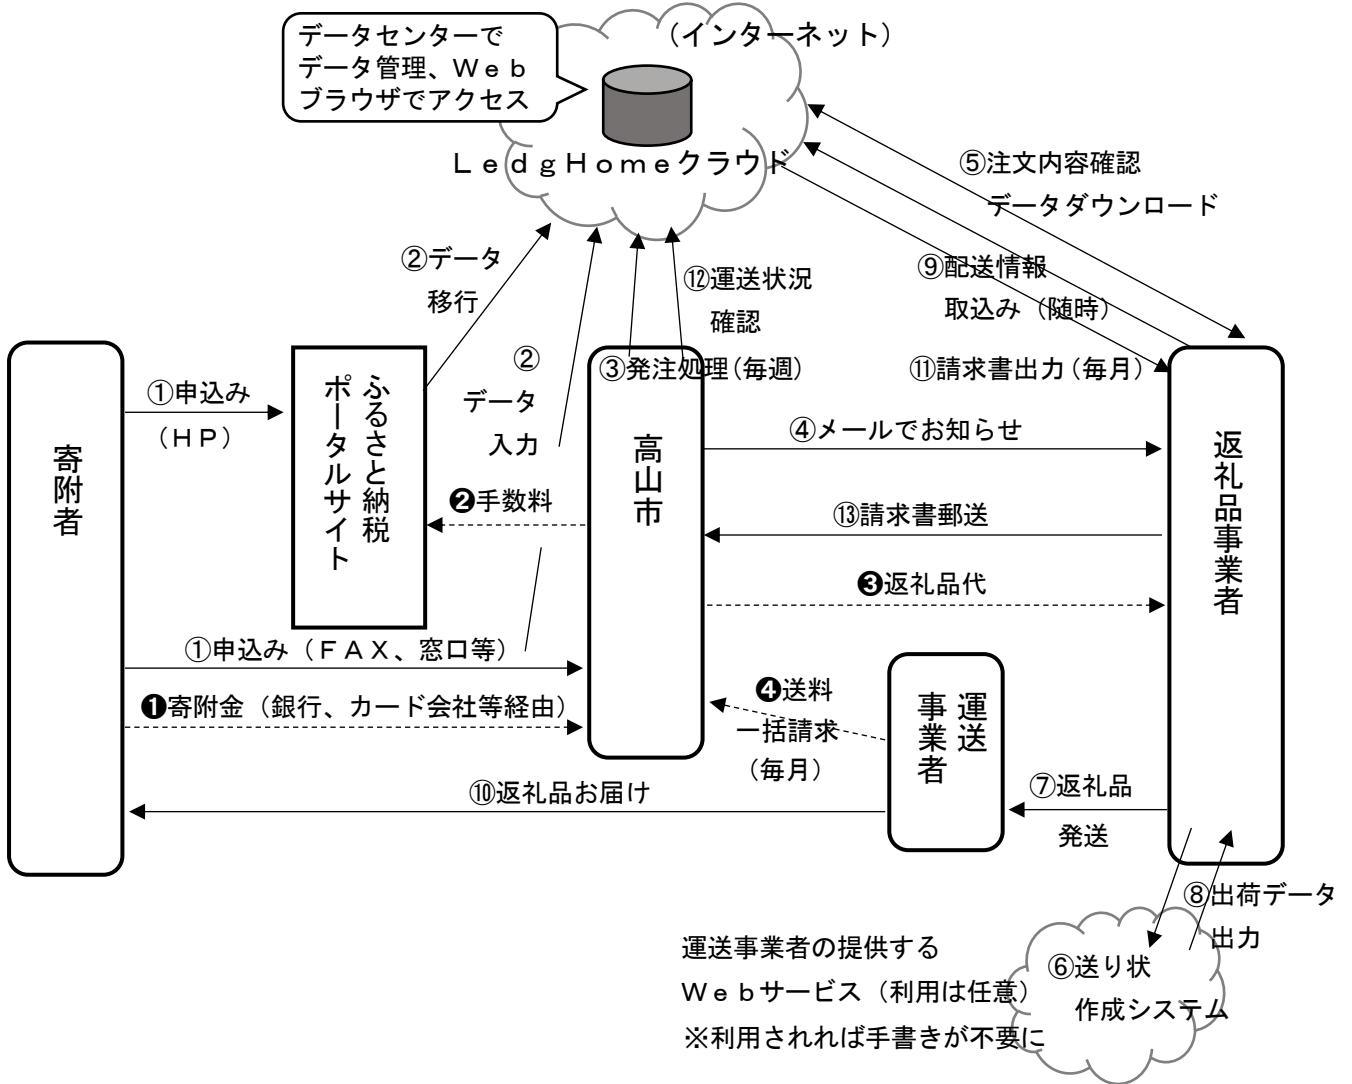 データセンターで
データ管理、Ｗｅｂ
ブラウザでアクセス
（インターネット）
ＬｅｄｇＨｏｍｅクラウド
⑤注文内容確認
データダウンロード
②データ
移行
⑫運送状況
確認
⑨配送情報
取込み（随時）
②
データ
入力
③発注処理（毎週）
⑪請求書出力（毎月）
①申込み
（ＨＰ）
ふるさと納税
ポータルサイト
寄附者
高山市
返礼品事業者
④メールでお知らせ
❷手数料
⑬請求書郵送
❸返礼品代
①申込み（ＦＡＸ、窓口等）
❶寄附金（銀行、カード会社等経由）
❹送料
一括請求
（毎月）
運送
事業者
⑩返礼品お届け
⑦返礼品
発送
⑧出荷データ
出力
運送事業者の提供する
Ｗｅｂサービス（利用は任意）
※利用されれば手書きが不要に
⑥送り状
作成システム